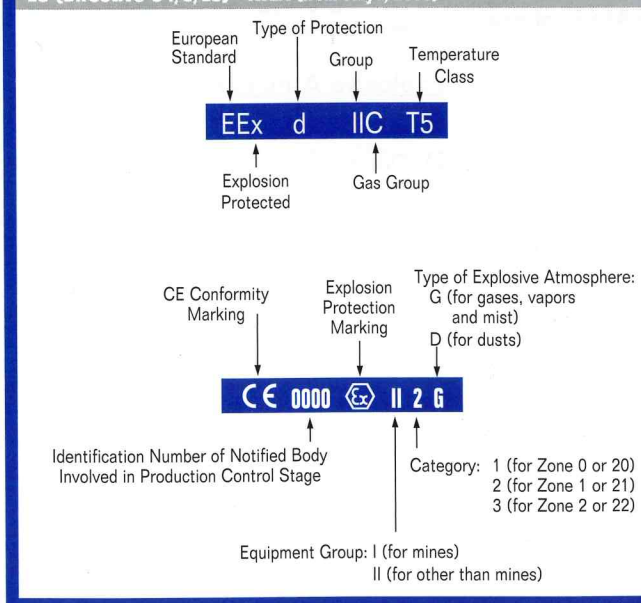 European
Standard
Type of Protection
Group
Temperature
Class
EEx d IIC T5
Explosion
Protected
Gas Group
CE Conformity
Marking
Explosion
Protection
Marking
Type of Explosive Atmosphere:
G (for gases, vapors
and mist)
D (for dusts)
CE 0000 Ex II 2 G
Identification Number of Notified Body
Involved in Production Control Stage
Category: 1 (for Zone 0 or 20)
2 (for Zone 1 or 21)
3 (for Zone 2 or 22)
Equipment Group: I (for mines)
II (for other than mines)